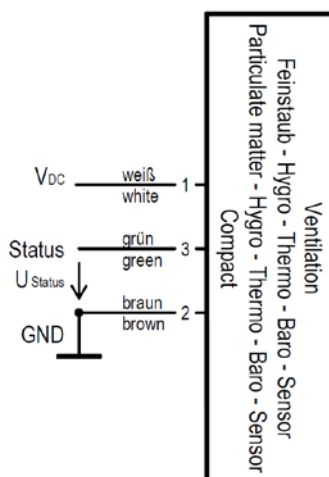 VDC
weiß
white
1
Status
grün
green
3
U Status
braun
brown
2
GND
Ventilation
Feinstaub - Hygro - Thermo - Baro - Sensor
Particulate matter - Hygro - Thermo - Baro - Sensor
Compact